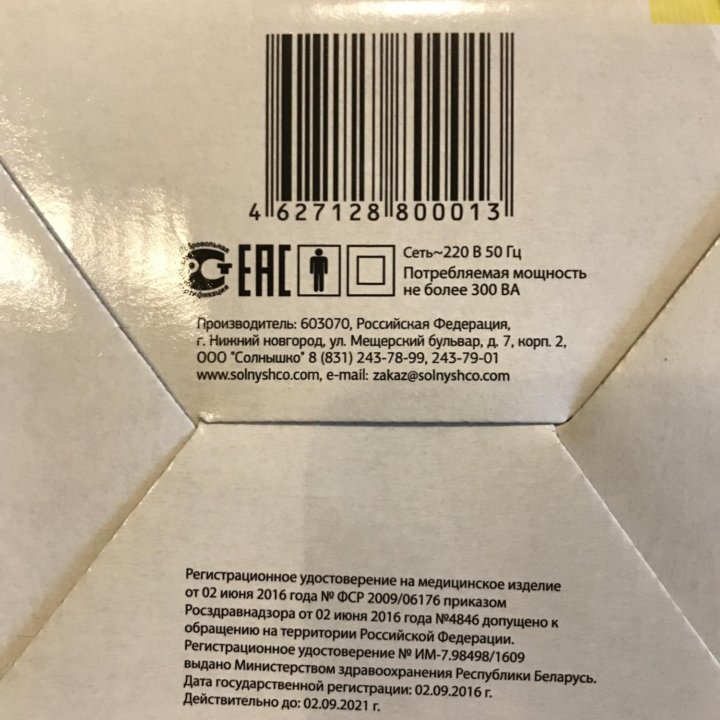 4 627128 800013
Добровольная
РСТ
сертификация
ЕАС
Сеть~220 В 50 Гц
Потребляемая мощность
не более 300 ВА
Производитель: 603070, Российская Федерация,
г. Нижний новгород, ул. Мещерский бульвар, д. 7, корп. 2,
ООО "Солнышко" 8 (831) 243-78-99, 243-79-01
www.solnyshco.com, e-mail: zakaz@solnyshco.com
Регистрационное удостоверение на медицинское изделие
от 02 июня 2016 года № ФСР 2009/06176 приказом
Росздравнадзора от 02 июня 2016 года №4846 допущено к
обращению на территории Российской Федерации.
Регистрационное удостоверение № ИМ-7.98498/1609
выдано Министерством здравоохранения Республики Беларусь.
Дата государственной регистрации: 02.09.2016 г.
Действительно до: 02.09.2021 г.